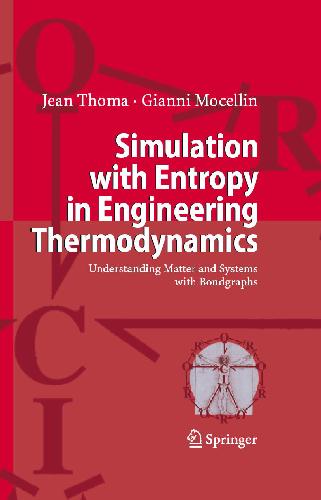 Jean Thoma · Gianni Mocellin
Simulation
with Entropy
in Engineering
Thermodynamics
Understanding Matter and Systems
with Bondgraphs
Springer